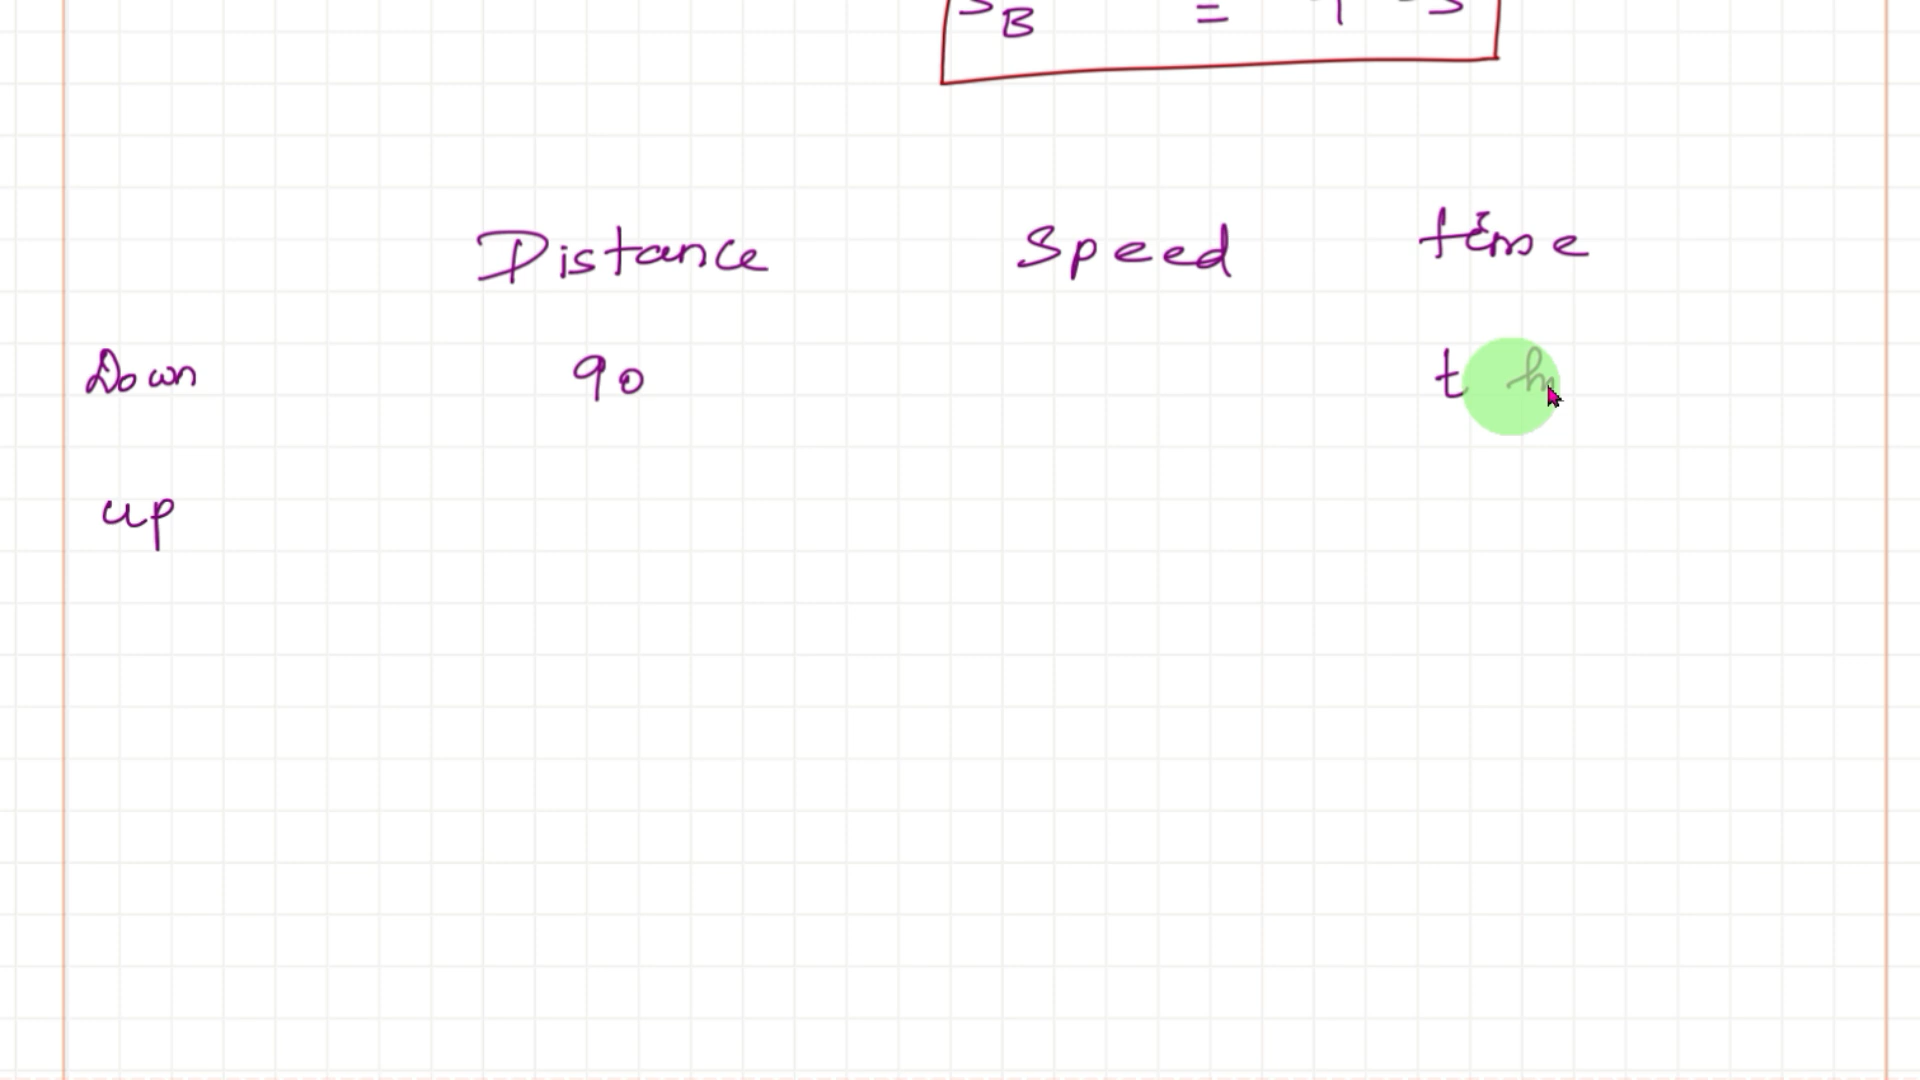 B =
Distance Speed time
Down 90 t h
up